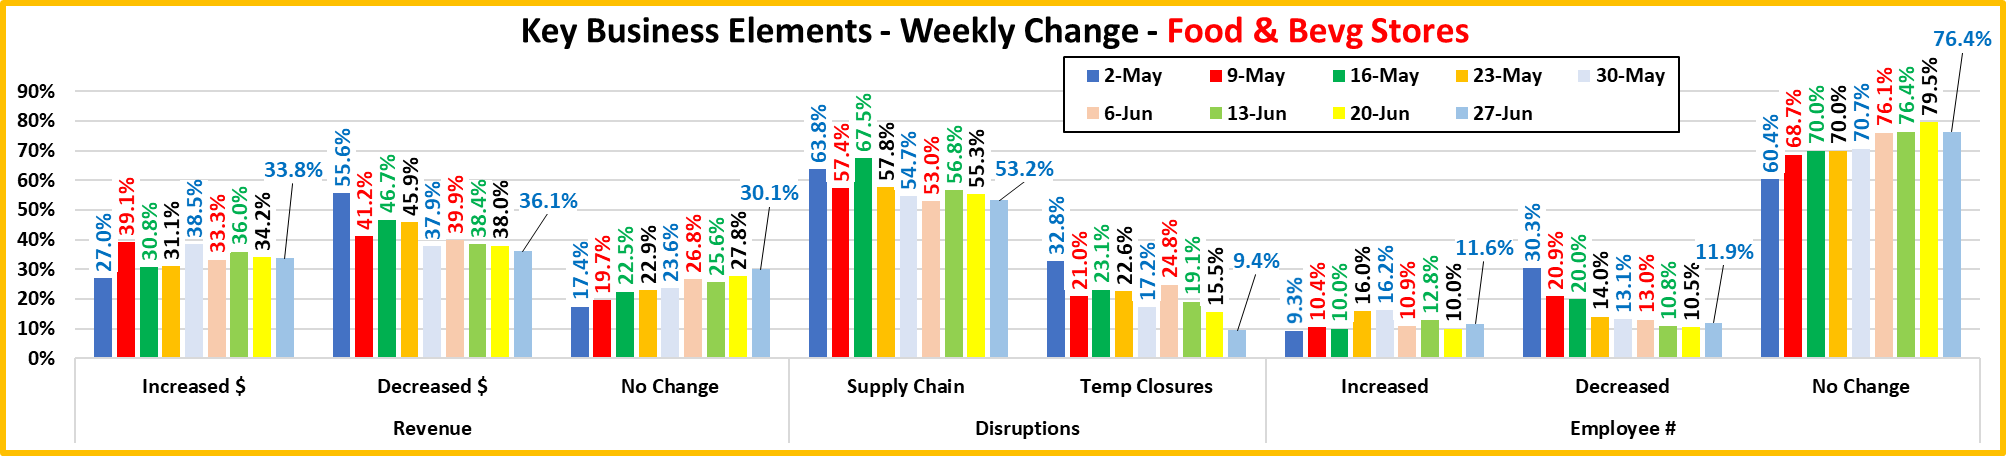 Key Business Elements - Weekly Change - Food & Bevg Stores
2-May 9-May 16-May 23-May 30-May
6-Jun 13-Jun 20-Jun 27-Jun
90%
80%
70%
60%
50%
40%
30%
20%
10%
0%
27.0% 39.1% 30.8% 31.1% 38.5% 33.3% 36.0% 34.2% 33.8%
55.6% 41.2% 46.7% 45.9% 37.9% 39.9% 38.4% 38.0% 36.1%
17.4% 19.7% 22.5% 22.9% 23.6% 26.8% 25.6% 27.8% 30.1%
63.8% 57.4% 67.5% 57.8% 54.7% 53.0% 56.8% 55.3% 53.2%
32.8% 21.0% 23.1% 22.6% 17.2% 24.8% 19.1% 15.5% 9.4%
9.3% 10.4% 10.0% 16.0% 16.2% 10.9% 12.8% 10.0% 11.6%
30.3% 20.9% 20.0% 14.0% 13.1% 13.0% 10.8% 10.5% 11.9%
60.4% 68.7% 70.0% 70.0% 70.7% 76.1% 76.4% 79.5% 76.4%
Increased $ Decreased $ No Change Supply Chain Temp Closures Increased Decreased No Change
Revenue Disruptions Employee #